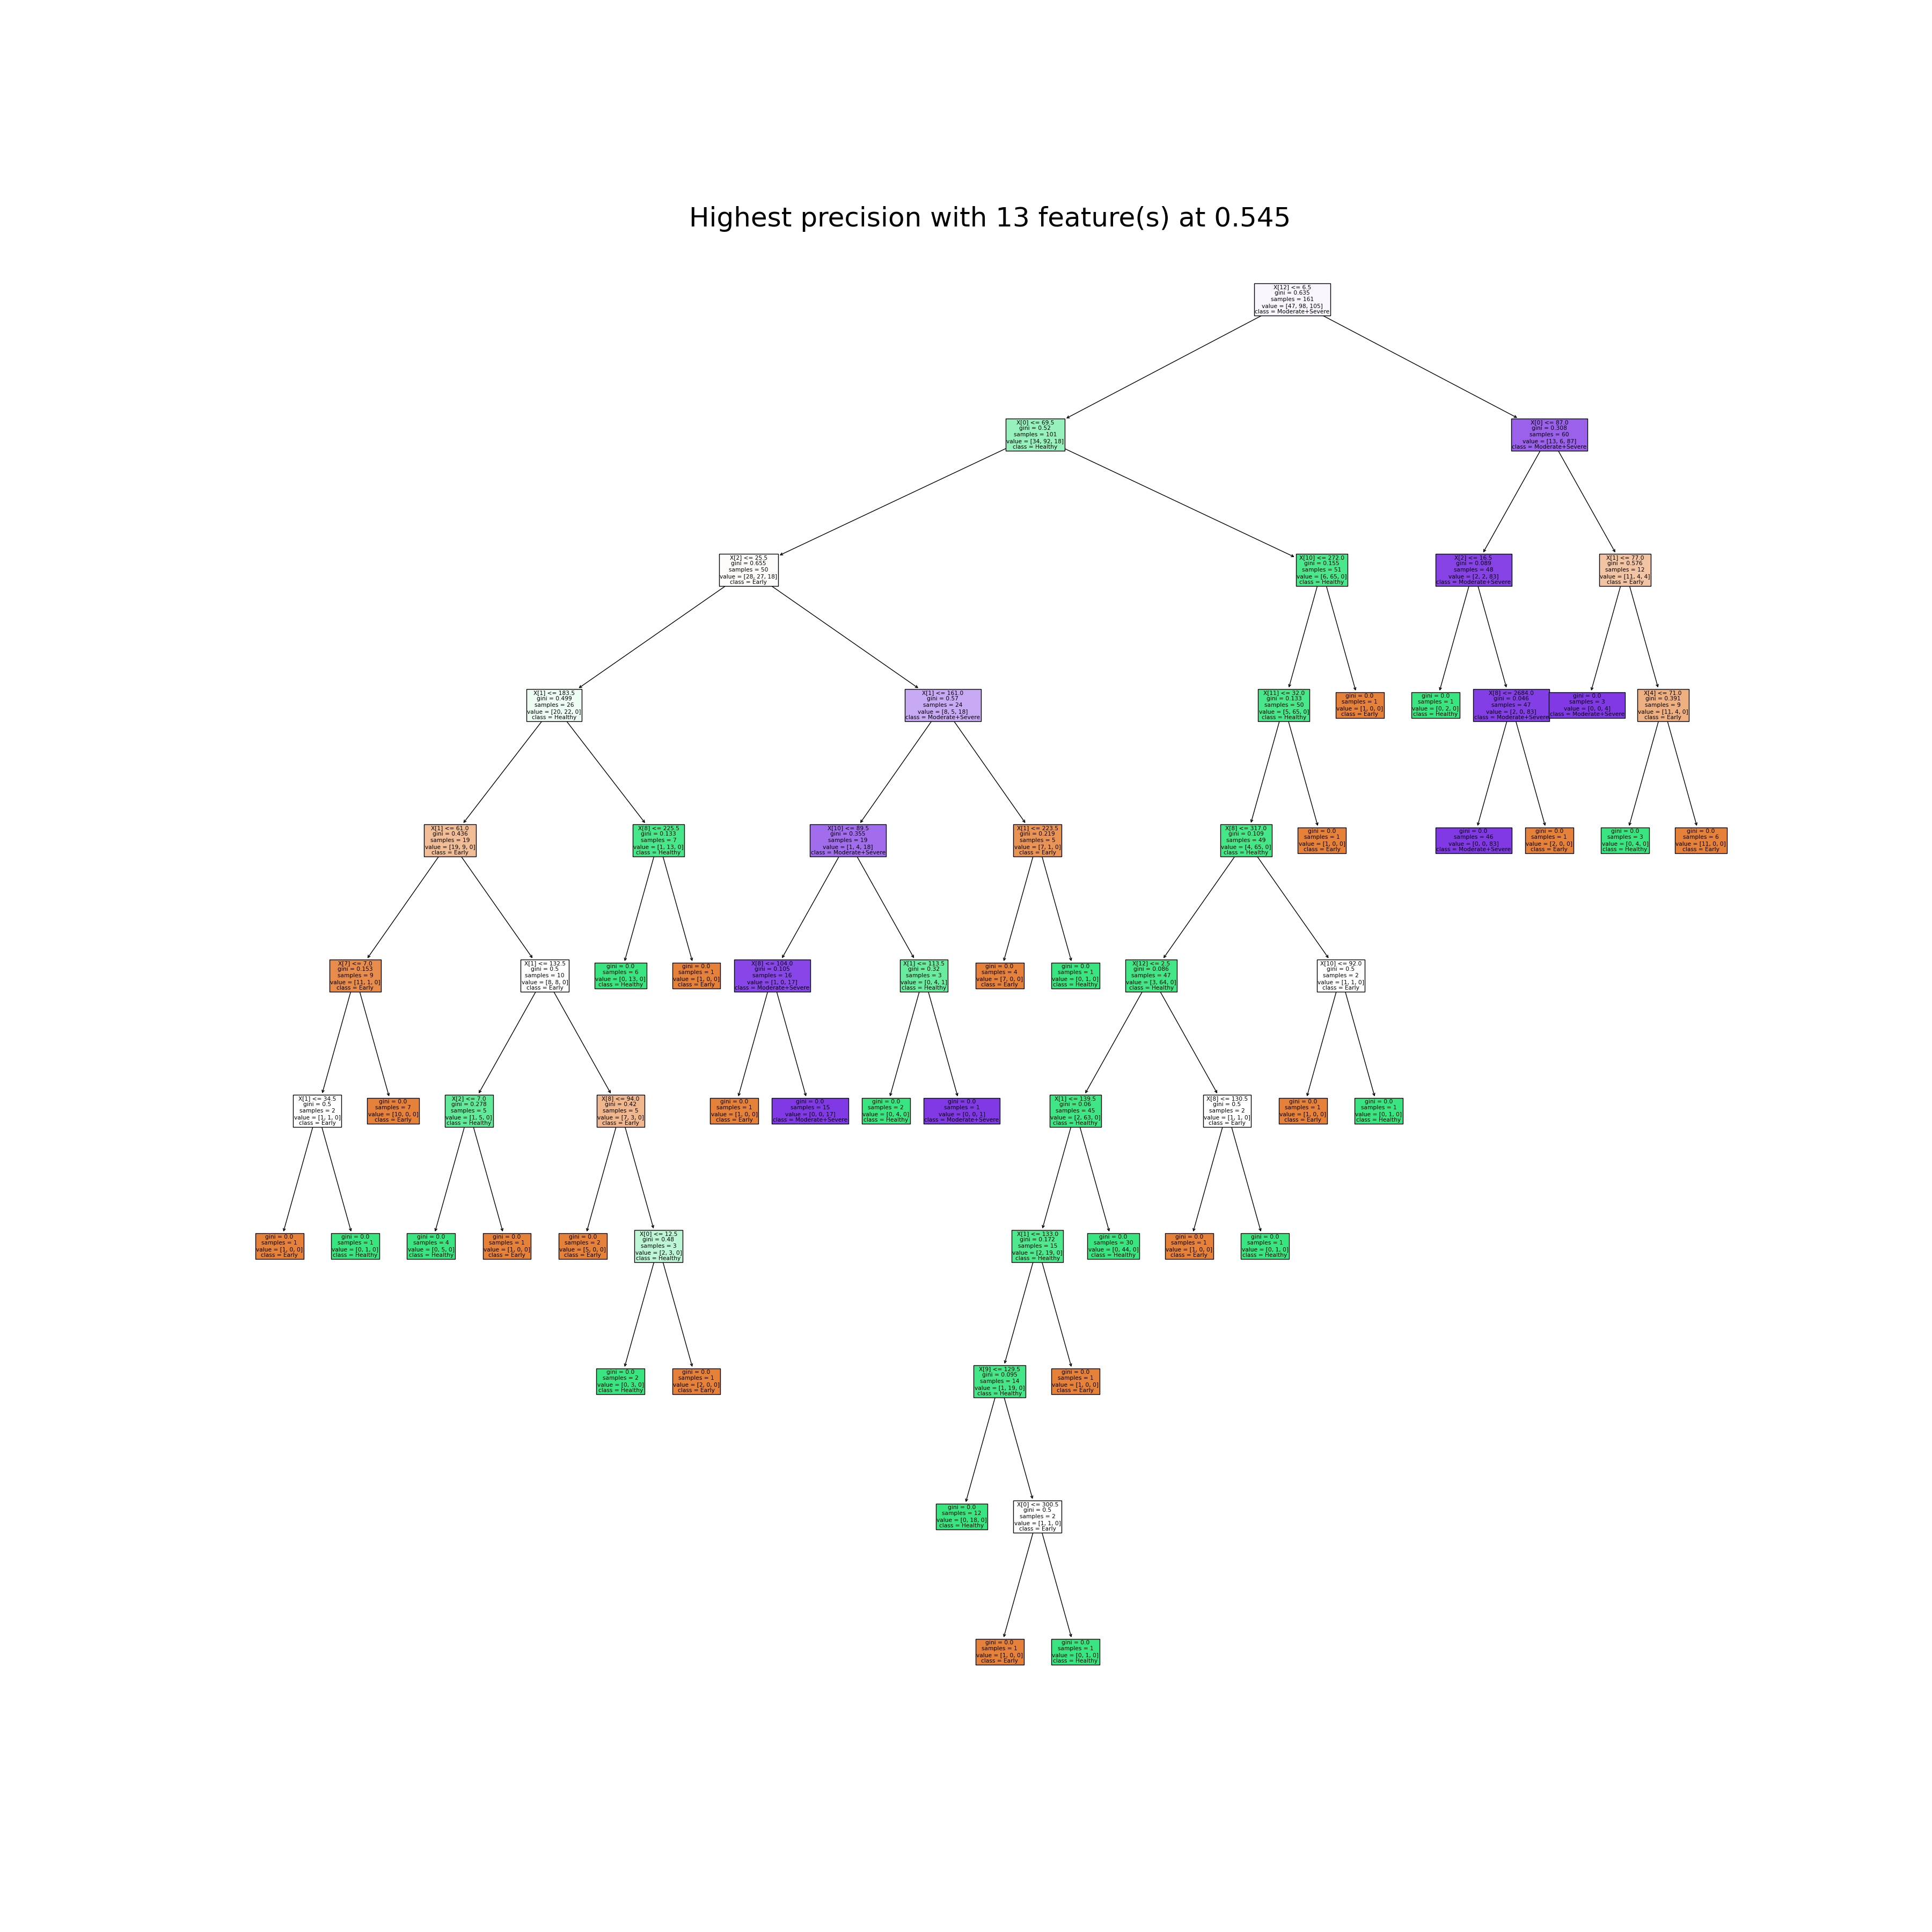 Highest precision with 13 feature(s) at 0.545
X[12] <= 6.5
gini = 0.635
samples = 161
value = [47, 98, 105]
class = Moderate+Severe
X[0] <= 69.5
gini = 0.52
samples = 101
value = [34, 92, 18]
class = Healthy
X[0] <= 87.0
gini = 0.308
samples = 60
value = [13, 6, 87]
class = Moderate+Severe
X[2] <= 25.5
gini = 0.655
samples = 50
value = [28, 27, 18]
class = Early
X[10] <= 272.0
gini = 0.155
samples = 51
value = [6, 65, 0]
class = Healthy
X[2] <= 16.5
gini = 0.089
samples = 48
value = [2, 2, 83]
class = Moderate+Severe
X[1] <= 77.0
gini = 0.576
samples = 12
value = [11, 4, 4]
class = Early
X[1] <= 183.5
gini = 0.499
samples = 26
value = [20, 22, 0]
class = Healthy
X[1] <= 161.0
gini = 0.57
samples = 24
value = [8, 5, 18]
class = Moderate+Severe
X[11] <= 32.0
gini = 0.133
samples = 50
value = [5, 65, 0]
class = Healthy
gini = 0.0
samples = 1
value = [1, 0, 0]
class = Early
gini = 0.0
samples = 1
value = [0, 2, 0]
class = Healthy
X[8] <= 2684.0
gini = 0.046
samples = 47
value = [2, 0, 83]
class = Moderate+Severe
gini = 0.0
samples = 3
value = [0, 0, 4]
class = Moderate+Severe
X[4] <= 71.0
gini = 0.391
samples = 9
value = [11, 4, 0]
class = Early
X[1] <= 61.0
gini = 0.436
samples = 19
value = [19, 9, 0]
class = Early
X[8] <= 225.5
gini = 0.133
samples = 7
value = [1, 13, 0]
class = Healthy
X[10] <= 89.5
gini = 0.355
samples = 19
value = [1, 4, 18]
class = Moderate+Severe
X[1] <= 223.5
gini = 0.219
samples = 5
value = [7, 1, 0]
class = Early
X[8] <= 317.0
gini = 0.109
samples = 49
value = [4, 65, 0]
class = Healthy
gini = 0.0
samples = 1
value = [1, 0, 0]
class = Early
gini = 0.0
samples = 46
value = [0, 0, 83]
class = Moderate+Severe
gini = 0.0
samples = 1
value = [2, 0, 0]
class = Early
gini = 0.0
samples = 3
value = [0, 4, 0]
class = Healthy
gini = 0.0
samples = 6
value = [11, 0, 0]
class = Early
X[7] <= 7.0
gini = 0.153
samples = 9
value = [11, 1, 0]
class = Early
X[1] <= 132.5
gini = 0.5
samples = 10
value = [8, 8, 0]
class = Early
gini = 0.0
samples = 6
value = [0, 13, 0]
class = Healthy
gini = 0.0
samples = 1
value = [1, 0, 0]
class = Early
X[8] <= 104.0
gini = 0.105
samples = 16
value = [1, 0, 17]
class = Moderate+Severe
X[1] <= 113.5
gini = 0.32
samples = 3
value = [0, 4, 1]
class = Healthy
gini = 0.0
samples = 4
value = [7, 0, 0]
class = Early
gini = 0.0
samples = 1
value = [0, 1, 0]
class = Healthy
X[12] <= 2.5
gini = 0.086
samples = 47
value = [3, 64, 0]
class = Healthy
X[10] <= 92.0
gini = 0.5
samples = 2
value = [1, 1, 0]
class = Early
X[1] <= 34.5
gini = 0.5
samples = 2
value = [1, 1, 0]
class = Early
gini = 0.0
samples = 7
value = [10, 0, 0]
class = Early
X[2] <= 7.0
gini = 0.278
samples = 5
value = [1, 5, 0]
class = Healthy
X[8] <= 94.0
gini = 0.42
samples = 5
value = [7, 3, 0]
class = Early
gini = 0.0
samples = 1
value = [1, 0, 0]
class = Early
gini = 0.0
samples = 15
value = [0, 0, 17]
class = Moderate+Severe
gini = 0.0
samples = 2
value = [0, 4, 0]
class = Healthy
gini = 0.0
samples = 1
value = [0, 0, 1]
class = Moderate+Severe
X[1] <= 139.5
gini = 0.06
samples = 45
value = [2, 63, 0]
class = Healthy
X[8] <= 130.5
gini = 0.5
samples = 2
value = [1, 1, 0]
class = Early
gini = 0.0
samples = 1
value = [1, 0, 0]
class = Early
gini = 0.0
samples = 1
value = [0, 1, 0]
class = Healthy
gini = 0.0
samples = 1
value = [1, 0, 0]
class = Early
gini = 0.0
samples = 1
value = [0, 1, 0]
class = Healthy
gini = 0.0
samples = 4
value = [0, 5, 0]
class = Healthy
gini = 0.0
samples = 1
value = [1, 0, 0]
class = Early
gini = 0.0
samples = 2
value = [5, 0, 0]
class = Early
X[0] <= 12.5
gini = 0.48
samples = 3
value = [2, 3, 0]
class = Healthy
X[1] <= 133.0
gini = 0.172
samples = 15
value = [2, 19, 0]
class = Healthy
gini = 0.0
samples = 30
value = [0, 44, 0]
class = Healthy
gini = 0.0
samples = 1
value = [1, 0, 0]
class = Early
gini = 0.0
samples = 1
value = [0, 1, 0]
class = Healthy
gini = 0.0
samples = 2
value = [0, 3, 0]
class = Healthy
gini = 0.0
samples = 1
value = [2, 0, 0]
class = Early
X[9] <= 129.5
gini = 0.095
samples = 14
value = [1, 19, 0]
class = Healthy
gini = 0.0
samples = 1
value = [1, 0, 0]
class = Early
gini = 0.0
samples = 12
value = [0, 18, 0]
class = Healthy
X[0] <= 300.5
gini = 0.5
samples = 2
value = [1, 1, 0]
class = Early
gini = 0.0
samples = 1
value = [1, 0, 0]
class = Early
gini = 0.0
samples = 1
value = [0, 1, 0]
class = Healthy